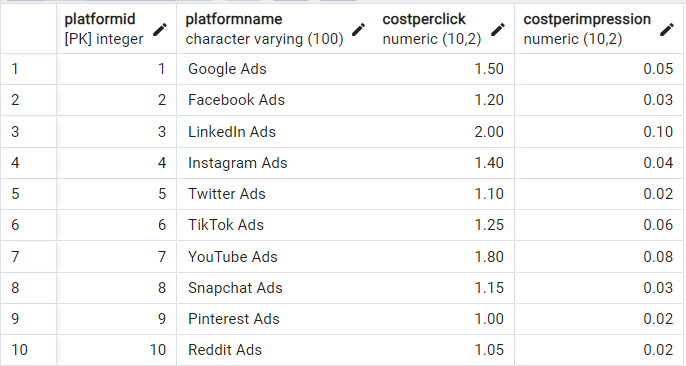 platformid platformname costperclick costperimpression
[PK] integer character varying (100) numeric (10,2) numeric (10,2)
1 1 Google Ads 1.50 0.05
2 2 Facebook Ads 1.20 0.03
3 3 LinkedIn Ads 2.00 0.10
4 4 Instagram Ads 1.40 0.04
5 5 Twitter Ads 1.10 0.02
6 6 TikTok Ads 1.25 0.06
7 7 YouTube Ads 1.80 0.08
8 8 Snapchat Ads 1.15 0.03
9 9 Pinterest Ads 1.00 0.02
10 10 Reddit Ads 1.05 0.02